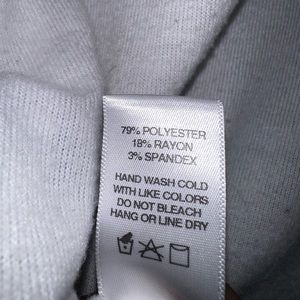 79% POLYESTER
18% RAYON
3% SPANDEX
HAND WASH COLD
WITH LIKE COLORS
DO NOT BLEACH
HANG OR LINE DRY